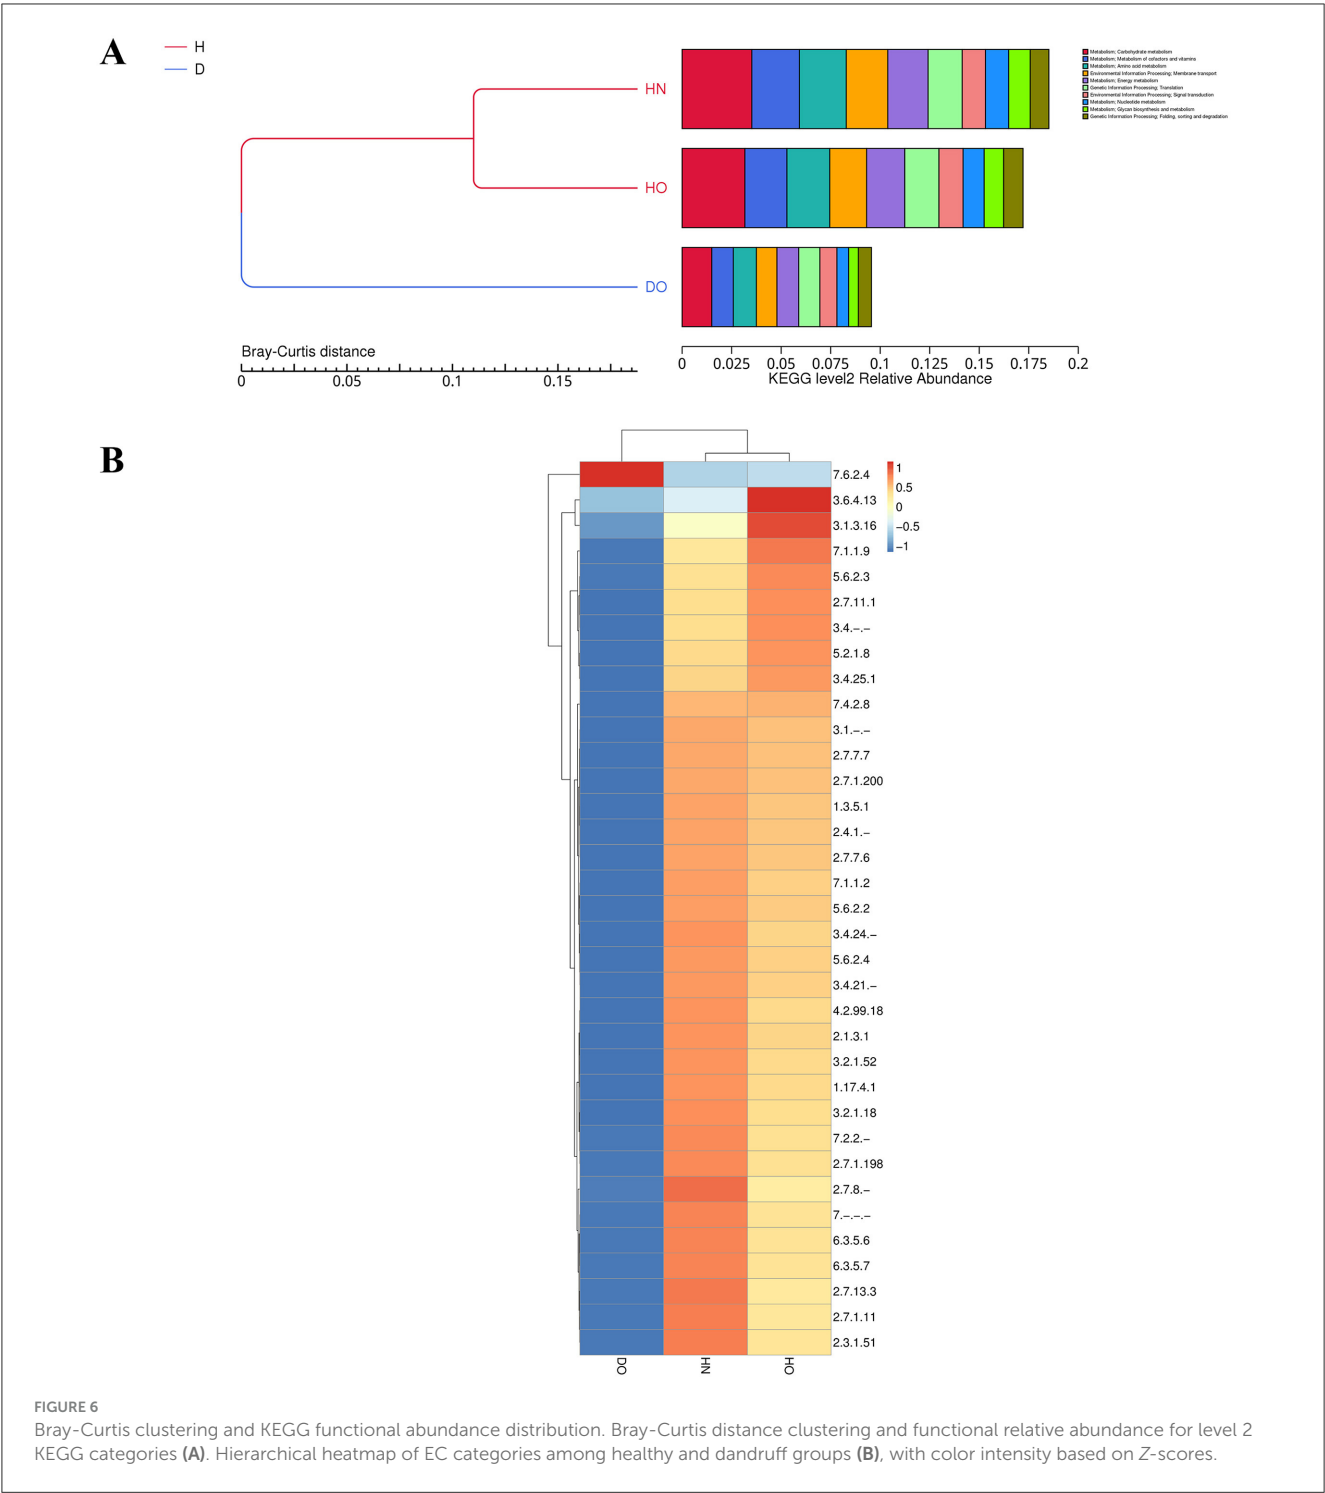 A
H
D
HN
HO
DO
Metabolism; Carbohydrate metabolism
Metabolism; Metabolism of cofactors and vitamins
Metabolism; Amino acid metabolism
Environmental Information Processing; Membrane transport
Metabolism; Energy metabolism
Genetic Information Processing; Translation
Environmental Information Processing; Signal transduction
Metabolism; Nucleotide metabolism
Metabolism; Glycan biosynthesis and metabolism
Genetic Information Processing; Folding, sorting and degradation
Bray-Curtis distance
0 0.05 0.1 0.15
0 0.025 0.05 0.075 0.1 0.125 0.15 0.175 0.2
KEGG level2 Relative Abundance
B
7.6.2.4
3.6.4.13
3.1.3.16
7.1.1.9
5.6.2.3
2.7.11.1
3.4.−.−
5.2.1.8
3.4.25.1
7.4.2.8
3.1.−.−
2.7.7.7
2.7.1.200
1.3.5.1
2.4.1.−
2.7.7.6
7.1.1.2
5.6.2.2
3.4.24.−
5.6.2.4
3.4.21.−
4.2.99.18
2.1.3.1
3.2.1.52
1.17.4.1
3.2.1.18
7.2.2.−
2.7.1.198
2.7.8.−
7.−.−.−
6.3.5.6
6.3.5.7
2.7.13.3
2.7.1.11
2.3.1.51
1
0.5
0
−0.5
−1
DO
HN
HO
FIGURE 6
Bray-Curtis clustering and KEGG functional abundance distribution. Bray-Curtis distance clustering and functional relative abundance for level 2
KEGG categories (A). Hierarchical heatmap of EC categories among healthy and dandruff groups (B), with color intensity based on Z-scores.